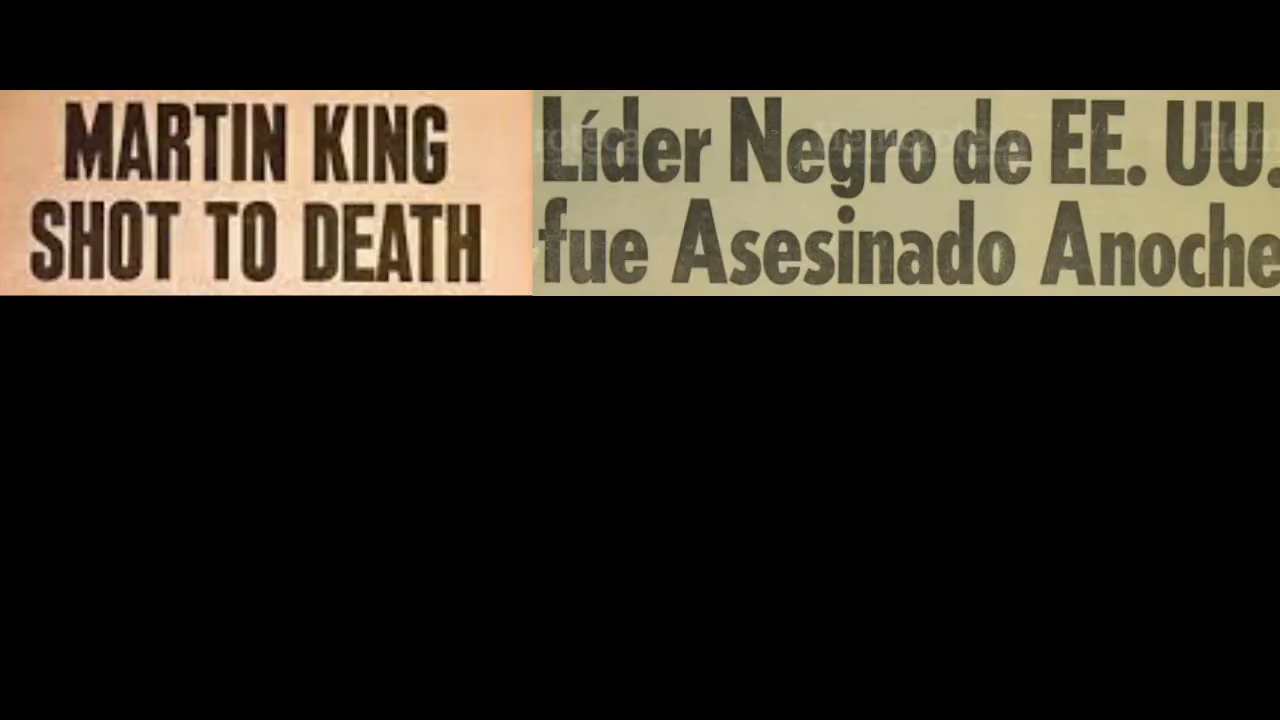 MARTIN KING
SHOT TO DEATH
Líder Negro de EE. UU.
fue Asesinado Anoche